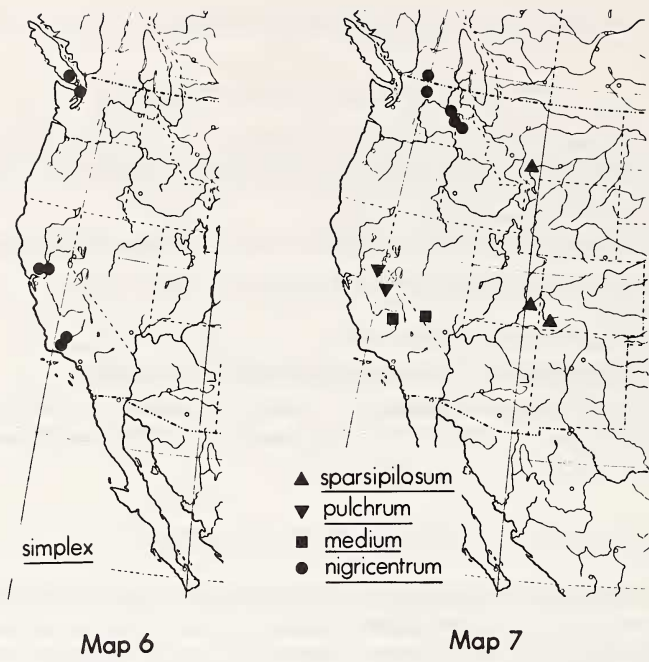 simplex
Map 6
▲ sparsipilosum
▼ pulchrum
■ medium
● nigricentrum
Map 7